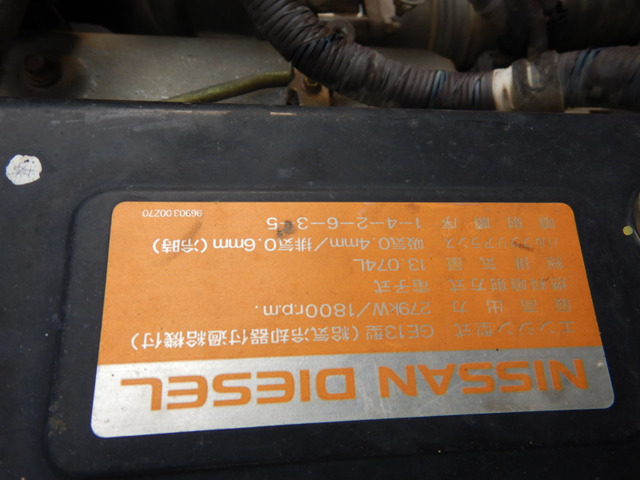 NISSAN DIESEL
エンジン型式 GE13型(給気冷却器付過給機付)
最高出力 279kW/1800r.p.m.
燃料噴射方式 電子式
総排気量 13.074L
バルブクリアランス 吸気0.4mm/排気0.6mm(冷時)
噴射順序 1-4-2-6-3-5
96903 00Z70